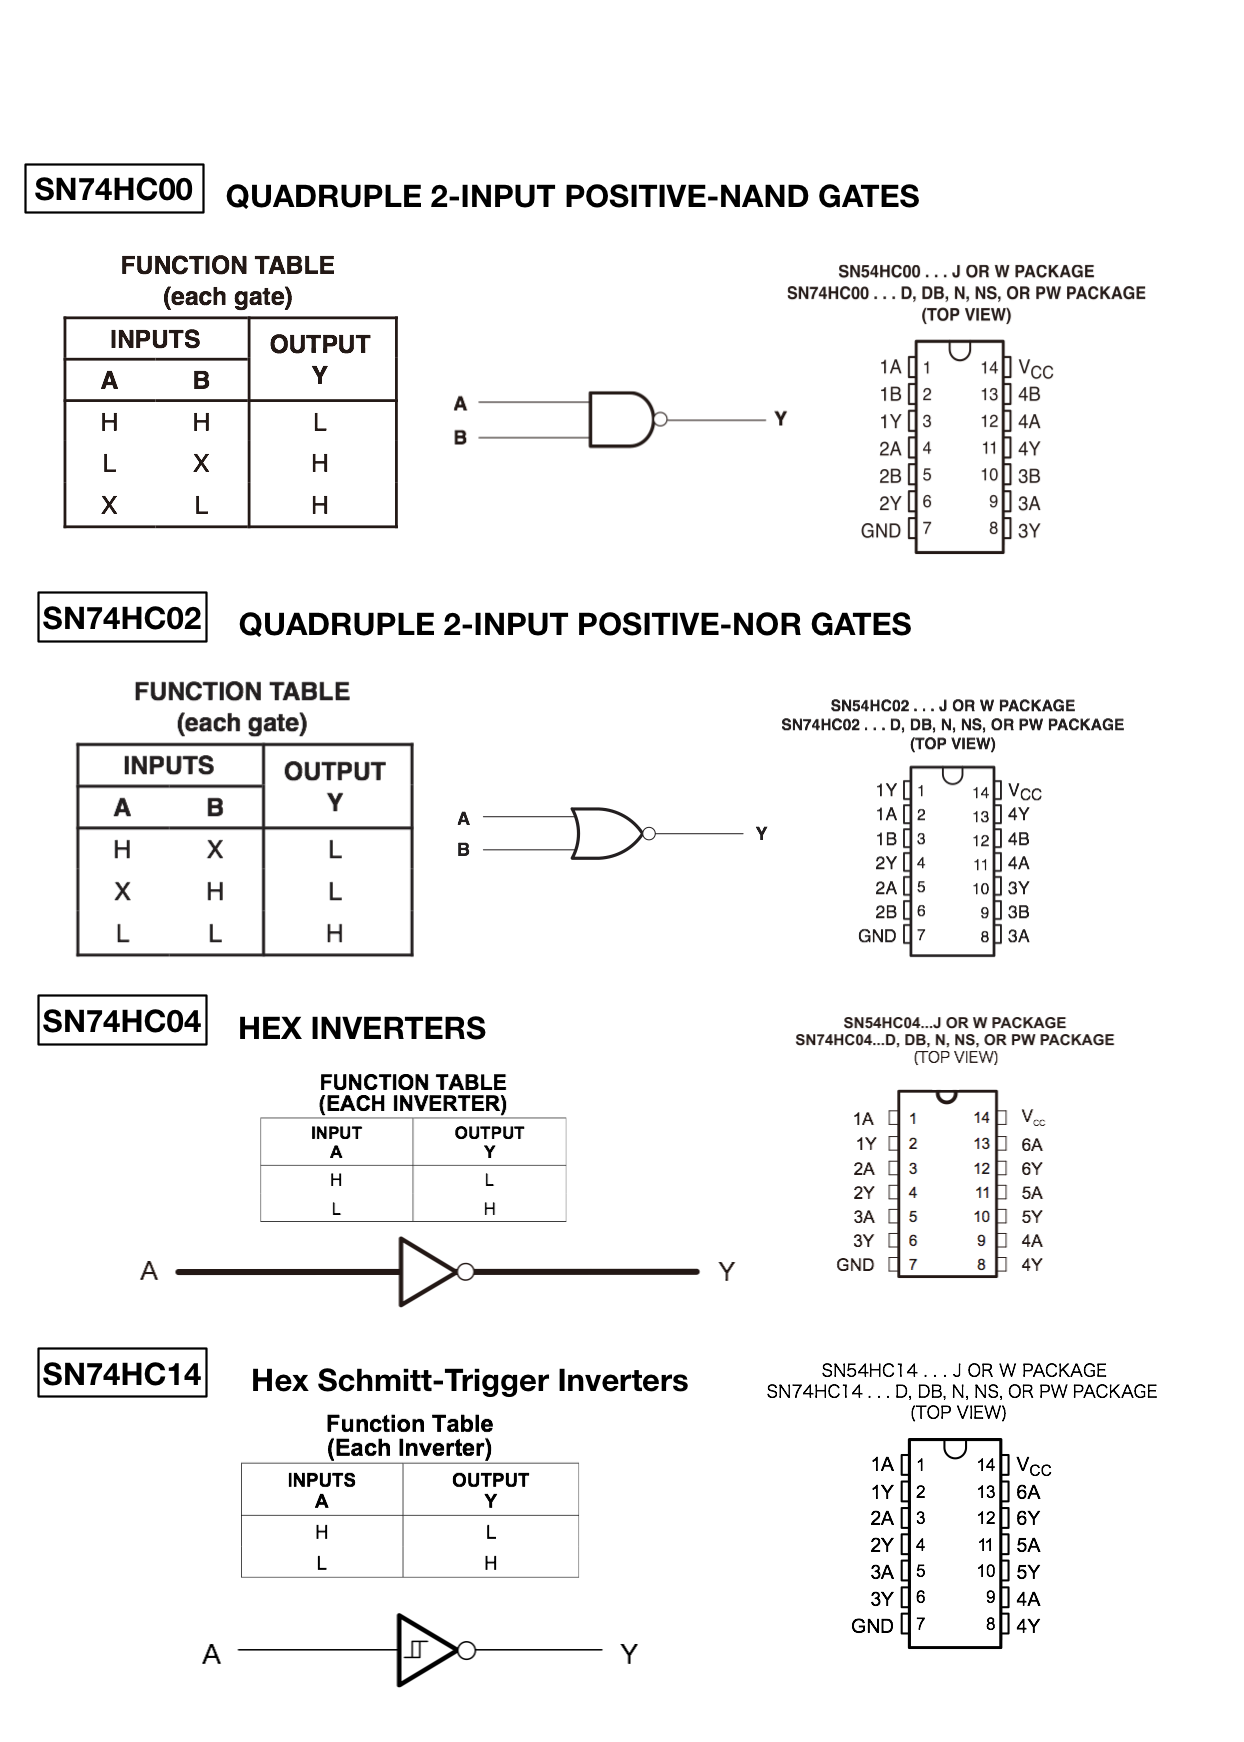 SN74HC00 QUADRUPLE 2-INPUT POSITIVE-NAND GATES
FUNCTION TABLE
(each gate)
INPUTS OUTPUT
A B Y
H H L
L X H
X L H
A
B
Y
SN54HC00 . . . J OR W PACKAGE
SN74HC00 . . . D, DB, N, NS, OR PW PACKAGE
(TOP VIEW)
1A 1 14 VCC
1B 2 13 4B
1Y 3 12 4A
2A 4 11 4Y
2B 5 10 3B
2Y 6 9 3A
GND 7 8 3Y
SN74HC02 QUADRUPLE 2-INPUT POSITIVE-NOR GATES
FUNCTION TABLE
(each gate)
INPUTS OUTPUT
A B Y
H X L
X H L
L L H
A
B
Y
SN54HC02 . . . J OR W PACKAGE
SN74HC02 . . . D, DB, N, NS, OR PW PACKAGE
(TOP VIEW)
1Y 1 14 VCC
1A 2 13 4Y
1B 3 12 4B
2Y 4 11 4A
2A 5 10 3Y
2B 6 9 3B
GND 7 8 3A
SN74HC04 HEX INVERTERS
FUNCTION TABLE
(EACH INVERTER)
INPUT OUTPUT
A Y
H L
L H
A Y
SN54HC04...J OR W PACKAGE
SN74HC04...D, DB, N, NS, OR PW PACKAGE
(TOP VIEW)
1A 1 14 Vcc
1Y 2 13 6A
2A 3 12 6Y
2Y 4 11 5A
3A 5 10 5Y
3Y 6 9 4A
GND 7 8 4Y
SN74HC14 Hex Schmitt-Trigger Inverters
Function Table
(Each Inverter)
INPUTS OUTPUT
A Y
H L
L H
A Y
SN54HC14 . . . J OR W PACKAGE
SN74HC14 . . . D, DB, N, NS, OR PW PACKAGE
(TOP VIEW)
1A 1 14 VCC
1Y 2 13 6A
2A 3 12 6Y
2Y 4 11 5A
3A 5 10 5Y
3Y 6 9 4A
GND 7 8 4Y